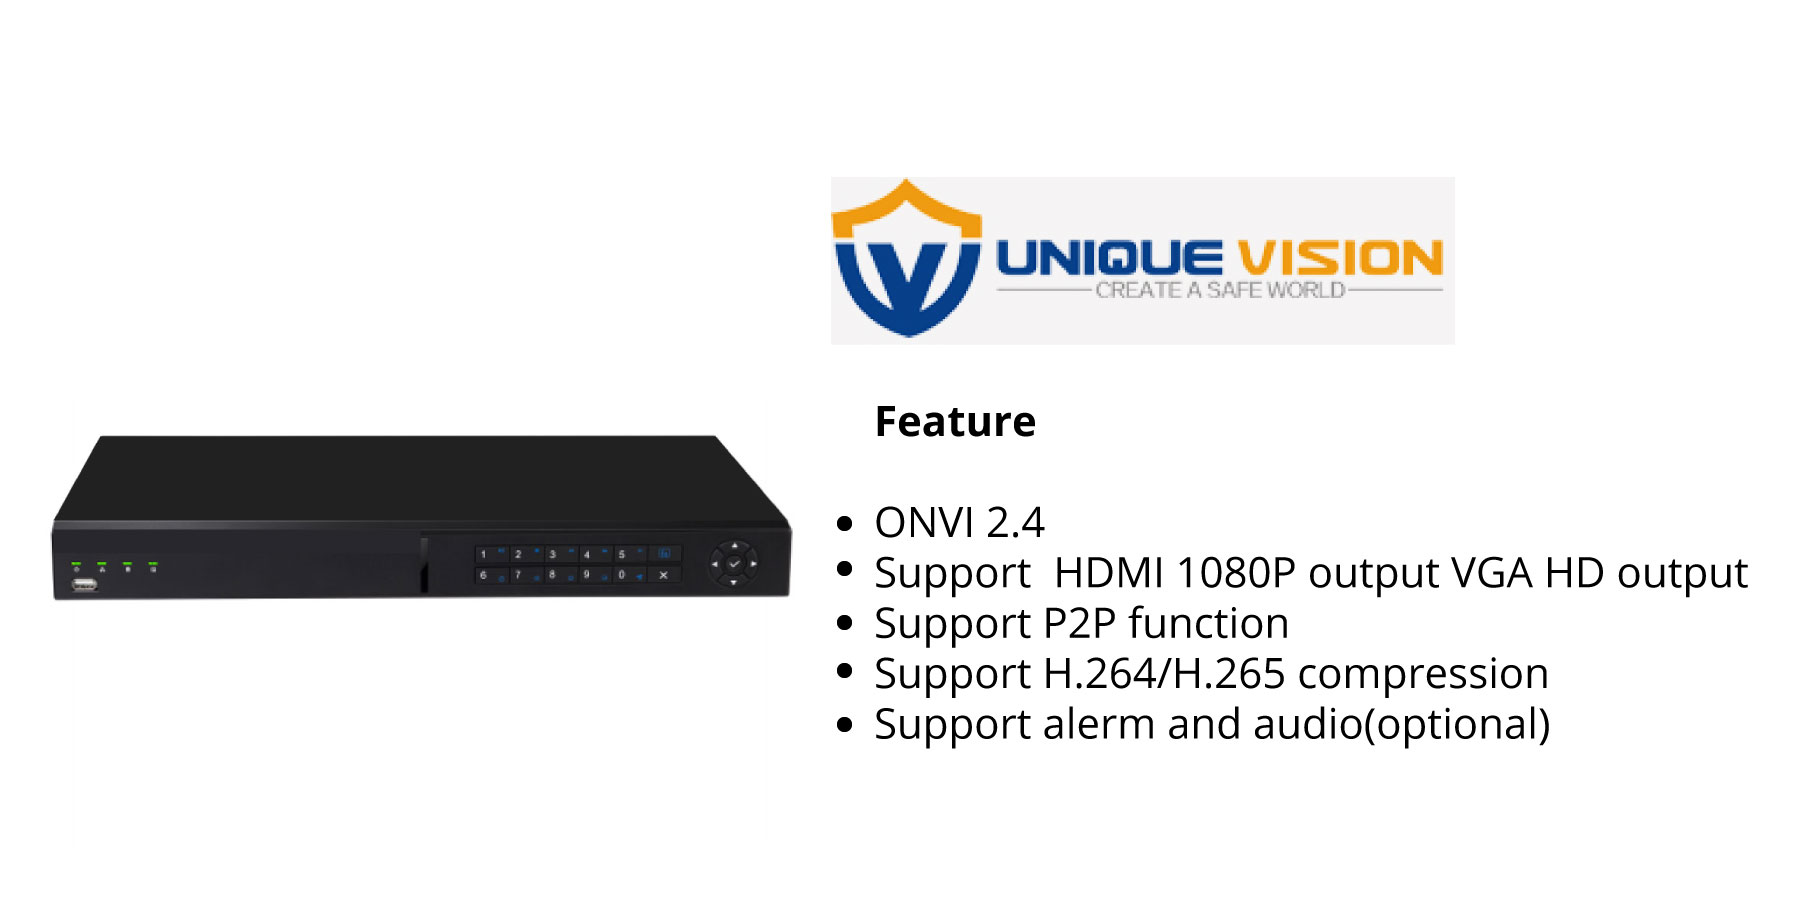 UNIQUE VISION
CREATE A SAFE WORLD
Feature
ONVI 2.4
Support  HDMI 1080P output VGA HD output
Support P2P function
Support H.264/H.265 compression
Support alerm and audio(optional)
1 2 3 4 5
6 7 8 9 0 X